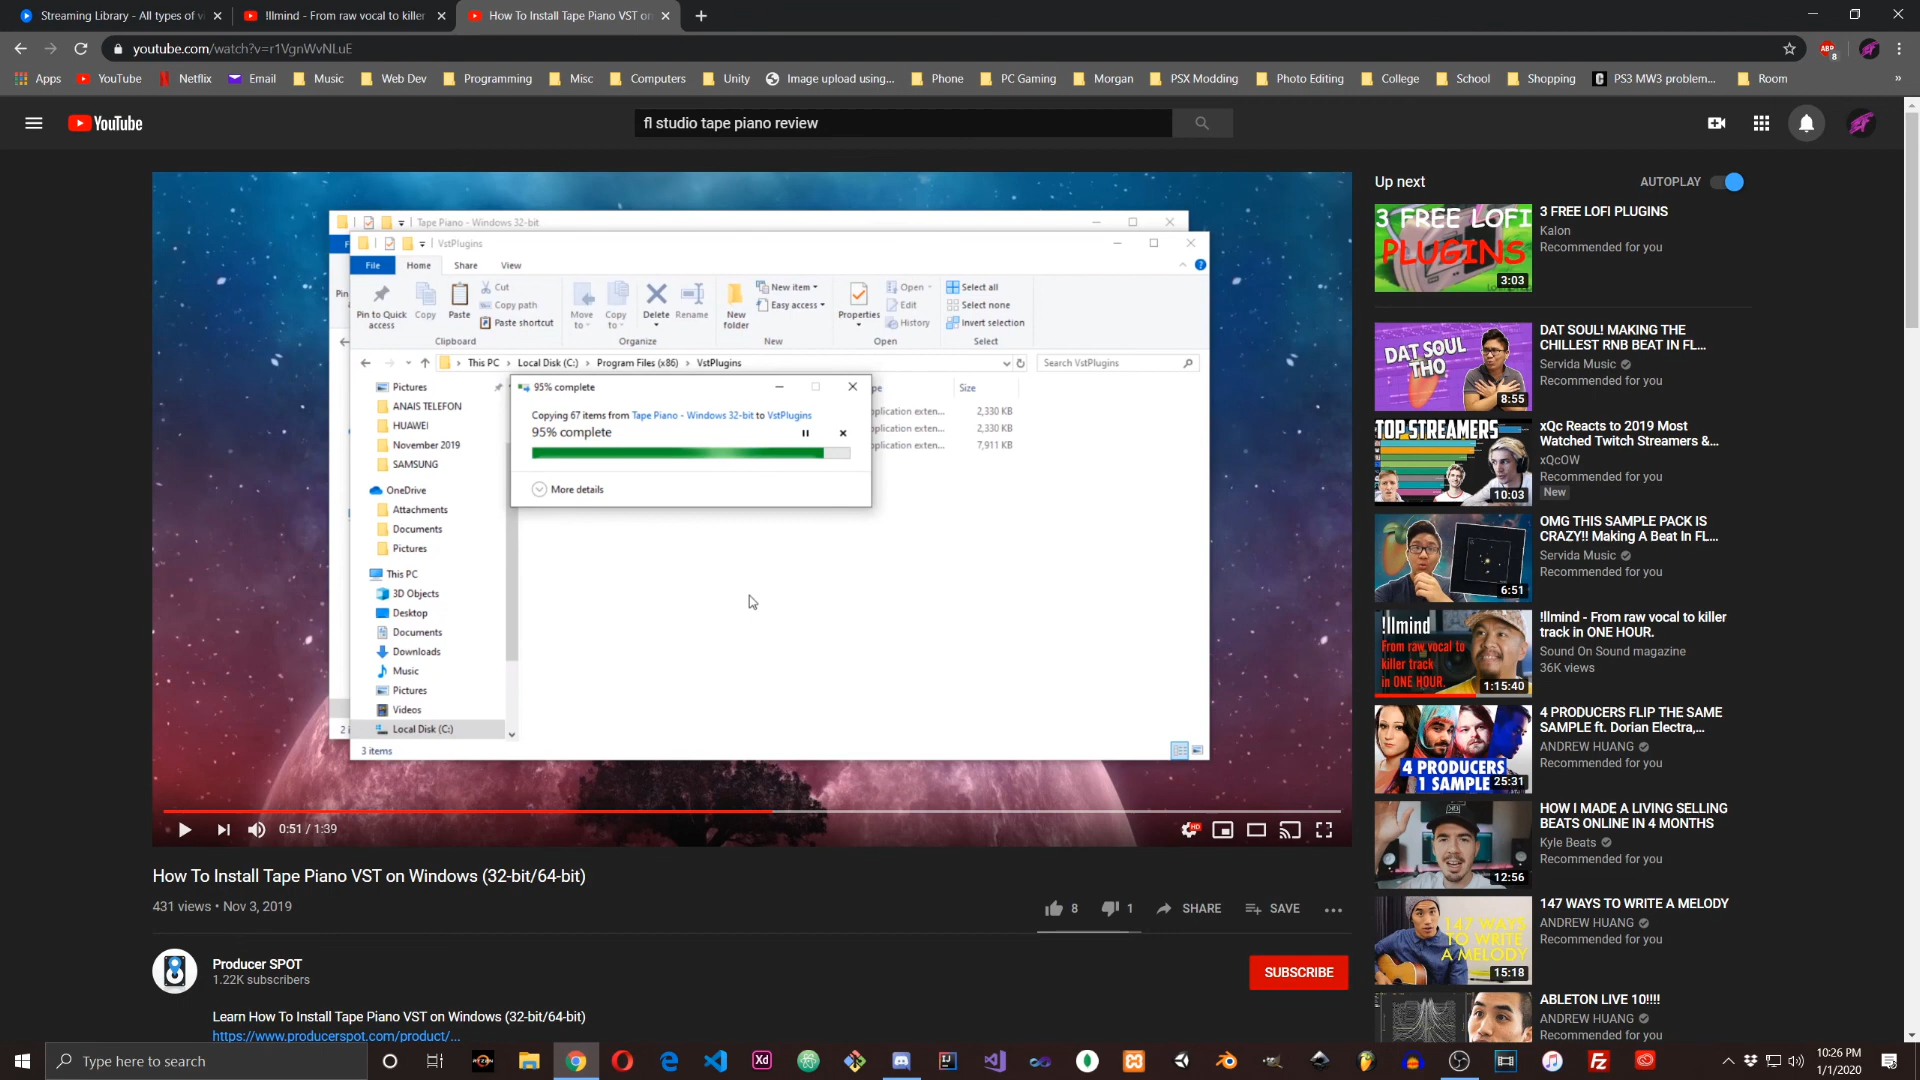 Streaming Library - All types of vi
!llmind - From raw vocal to killer
How To Install Tape Piano VST on
youtube.com/watch?v=r1VgnWvNLuE
ABP
8
Apps
YouTube
Netflix
Email
Music
Web Dev
Programming
Misc
Computers
Unity
Image upload using...
Phone
PC Gaming
Morgan
PSX Modding
Photo Editing
College
School
Shopping
PS3 MW3 problem...
Room
YouTube
fl studio tape piano review
Tape Piano - Windows 32-bit
VstPlugins
File
Home
Share
View
Pin to Quick access
Copy
Paste
Cut
Copy path
Paste shortcut
Move to
Copy to
Delete
Rename
New folder
New item
Easy access
Properties
Open
Edit
History
Select all
Select none
Invert selection
Clipboard
Organize
New
Open
Select
This PC > Local Disk (C:) > Program Files (x86) > VstPlugins
Search VstPlugins
Pictures
ANAIS TELEFON
HUAWEI
November 2019
SAMSUNG
OneDrive
Attachments
Documents
Pictures
This PC
3D Objects
Desktop
Documents
Downloads
Music
Pictures
Videos
Local Disk (C:)
3 items
95% complete
Copying 67 items from Tape Piano - Windows 32-bit to VstPlugins
95% complete
More details
Size
pplication exten... 2,330 KB
pplication exten... 2,330 KB
pplication exten... 7,911 KB
0:51 / 1:39
HD
How To Install Tape Piano VST on Windows (32-bit/64-bit)
431 views • Nov 3, 2019
8
1
SHARE
SAVE
Producer SPOT
1.22K subscribers
SUBSCRIBE
Learn How To Install Tape Piano VST on Windows (32-bit/64-bit)
https://www.producerspot.com/product/...
Up next
AUTOPLAY
3 FREE LOFI
PLUGINS
3:03
3 FREE LOFI PLUGINS
Kalon
Recommended for you
DAT SOUL
THO
8:55
DAT SOUL! MAKING THE
CHILLEST RNB BEAT IN FL...
Servida Music
Recommended for you
TOP STREAMERS
10:03
xQc Reacts to 2019 Most
Watched Twitch Streamers &...
xQcOW
Recommended for you
New
6:51
OMG THIS SAMPLE PACK IS
CRAZY!! Making A Beat In FL...
Servida Music
Recommended for you
!llmind
From raw vocal to
killer track
in ONE HOUR.
1:15:40
!llmind - From raw vocal to killer
track in ONE HOUR.
Sound On Sound magazine
36K views
4 PRODUCERS
1 SAMPLE
25:31
4 PRODUCERS FLIP THE SAME
SAMPLE ft. Dorian Electra,...
ANDREW HUANG
Recommended for you
12:56
HOW I MADE A LIVING SELLING
BEATS ONLINE IN 4 MONTHS
Kyle Beats
Recommended for you
147 WAYS
TO WRITE
A MELODY
15:18
147 WAYS TO WRITE A MELODY
ANDREW HUANG
Recommended for you
ABLETON LIVE 10!!!!
ANDREW HUANG
Recommended for you
Type here to search
Xd
10:26 PM
1/1/2020